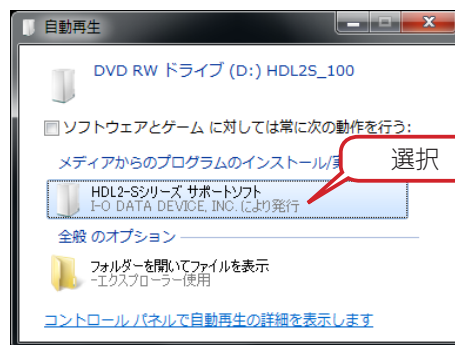 自動再生
DVD RW ドライブ (D:) HDL2S_100
ソフトウェアとゲーム に対しては常に次の動作を行う:
メディアからのプログラムのインストール/実
選択
HDL2-Sシリーズ サポートソフト
I-O DATA DEVICE, INC.により発行
全般 のオプション
フォルダーを開いてファイルを表示
-エクスプローラー使用
コントロール パネルで自動再生の詳細を表示します